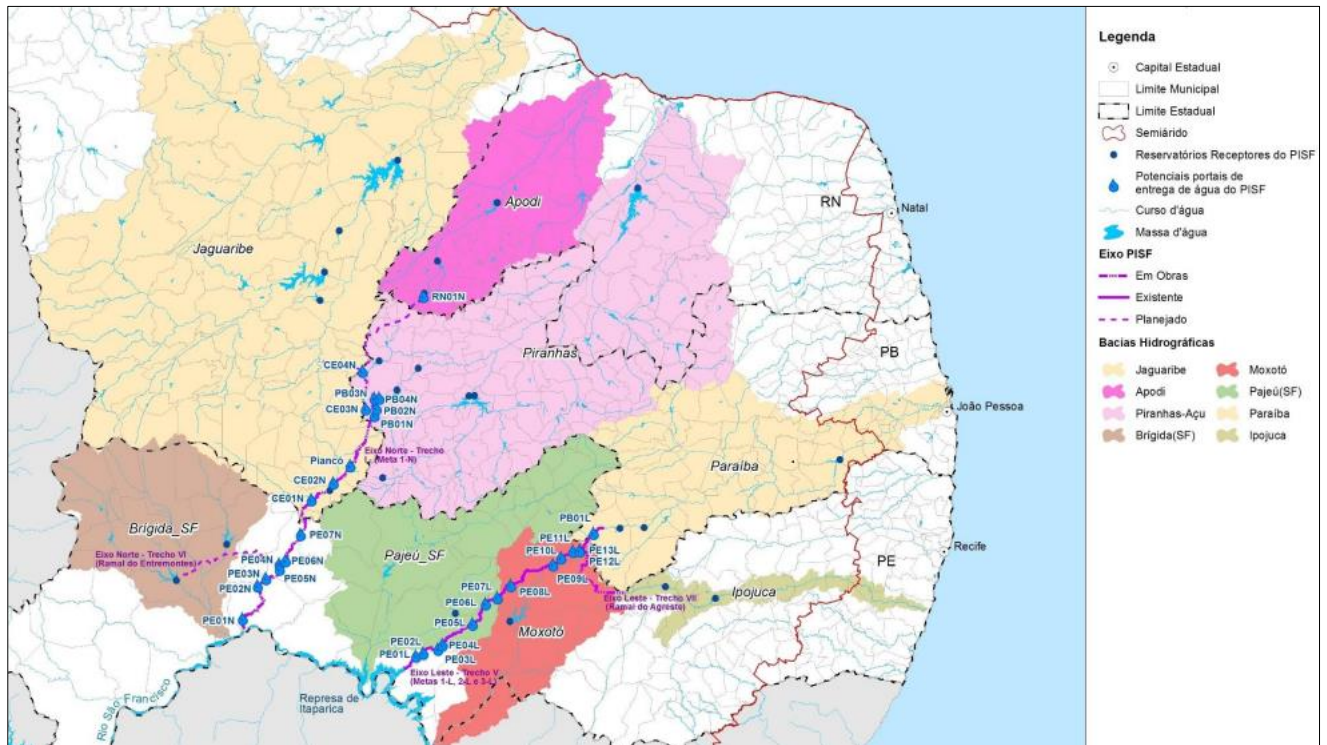 Jaguaribe
Apodi
RN
Natal
RN01N
Piranhas
PB
João Pessoa
CE04N
PB03N
PB04N
CE03N
PB02N
PB01N
Eixo Norte - Trecho
(Meta 1-N)
Piancó
CE02N
CE01N
Paraíba
Brígida_SF
PE07N
Pajeú_SF
PB01L
PE11L
PE10L
PE13L
PE12L
PE09L
PE
Recife
Eixo Norte - Trecho VI
(Ramal do Entremontes)
PE04N
PE06N
PE03N
PE05N
PE02N
PE01N
PE07L
PE08L
PE06L
PE05L
Eixo Leste - Trecho VII
(Ramal do Agreste)
Ipojuca
Moxotó
PE02L
PE04L
PE01L
PE03L
Eixo Leste - Trecho V
(Metas 1-L, 2-L e 3-L)
Represa de
Itaparica
Rio São Francisco
Legenda
Capital Estadual
Limite Municipal
Limite Estadual
Semiárido
Reservatórios Receptores do PISF
Potenciais portais de
entrega de água do PISF
Curso d'água
Massa d'água
Eixo PISF
Em Obras
Existente
Planejado
Bacias Hidrográficas
Jaguaribe
Moxotó
Apodi
Pajeú(SF)
Piranhas-Açu
Paraíba
Brígida(SF)
Ipojuca